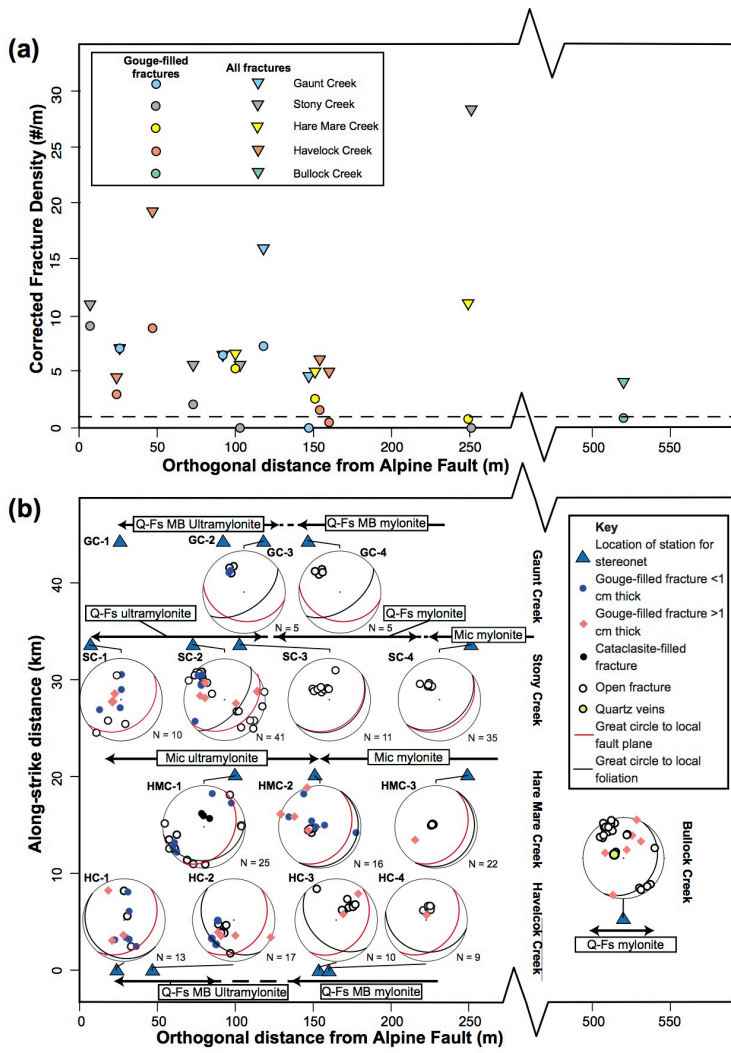 (a)
Gouge-filled fractures
All fractures
Gaunt Creek
Stony Creek
Hare Mare Creek
Havelock Creek
Bullock Creek
Corrected Fracture Density (#/m)
30
25
20
15
10
5
0
0 50 100 150 200 250 500 550
Orthogonal distance from Alpine Fault (m)
(b)
Q-Fs MB Ultramylonite
Q-Fs MB mylonite
GC-1
GC-2
GC-3
GC-4
N = 5
N = 5
Gaunt Creek
Q-Fs ultramylonite
Q-Fs mylonite
Mic mylonite
SC-1
SC-2
SC-3
SC-4
N = 10
N = 41
N = 11
N = 35
Stony Creek
Mic ultramylonite
Mic mylonite
HMC-1
HMC-2
HMC-3
N = 25
N = 16
N = 22
Hare Mare Creek
HC-1
HC-2
HC-3
HC-4
N = 13
N = 17
N = 10
N = 9
Havelcok Creek
Q-Fs MB Ultramylonite
Q-Fs MB mylonite
Along-strike distance (km)
40
30
20
10
0
0 50 100 150 200 250 500 550
Orthogonal distance from Alpine Fault (m)
Key
Location of station for
stereonet
Gouge-filled fracture <1
cm thick
Gouge-filled fracture >1
cm thick
Cataclasite-filled
fracture
Open fracture
Quartz veins
Great circle to local
fault plane
Great circle to local
foliation
Bullock Creek
Q-Fs mylonite